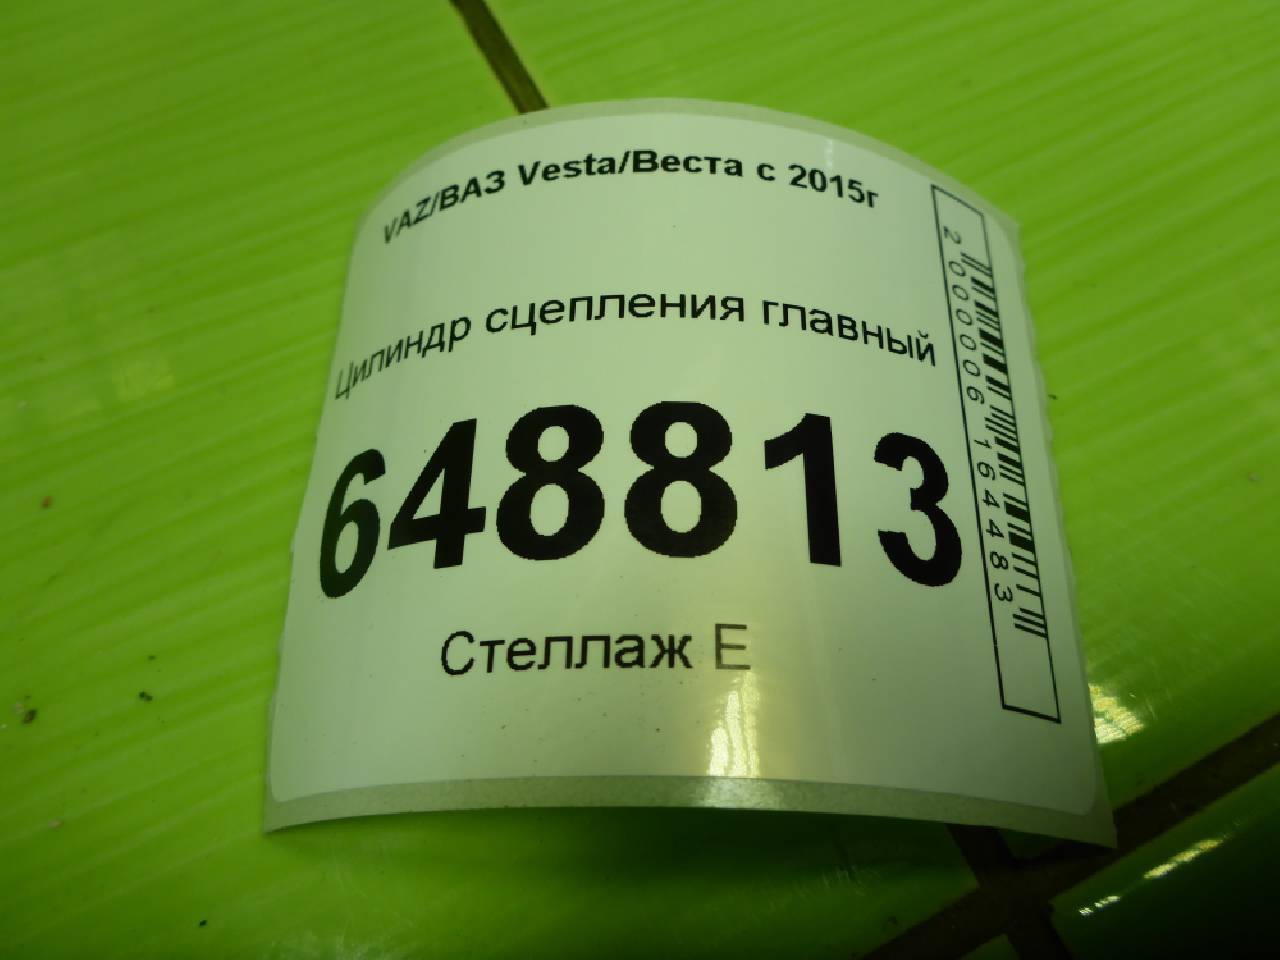 VAZ/ВАЗ Vesta/Веста с 2015г
Цилиндр сцепления главный
648813
Стеллаж Е
2000006164483